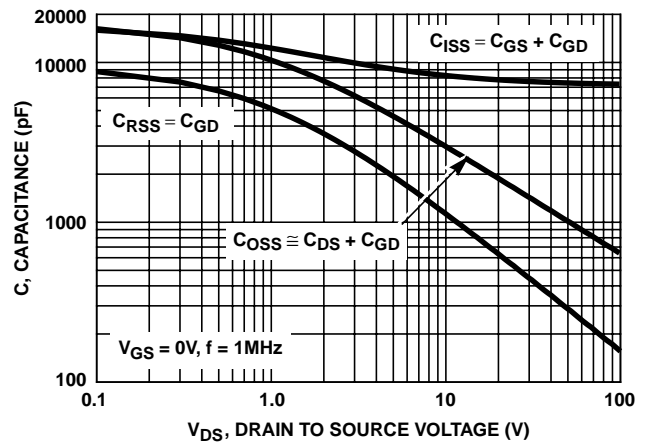 20000
10000
1000
100
C, CAPACITANCE (pF)
CISS = CGS + CGD
CRSS = CGD
COSS ≅ CDS + CGD
VGS = 0V, f = 1MHz
0.1
1.0
10
100
VDS, DRAIN TO SOURCE VOLTAGE (V)